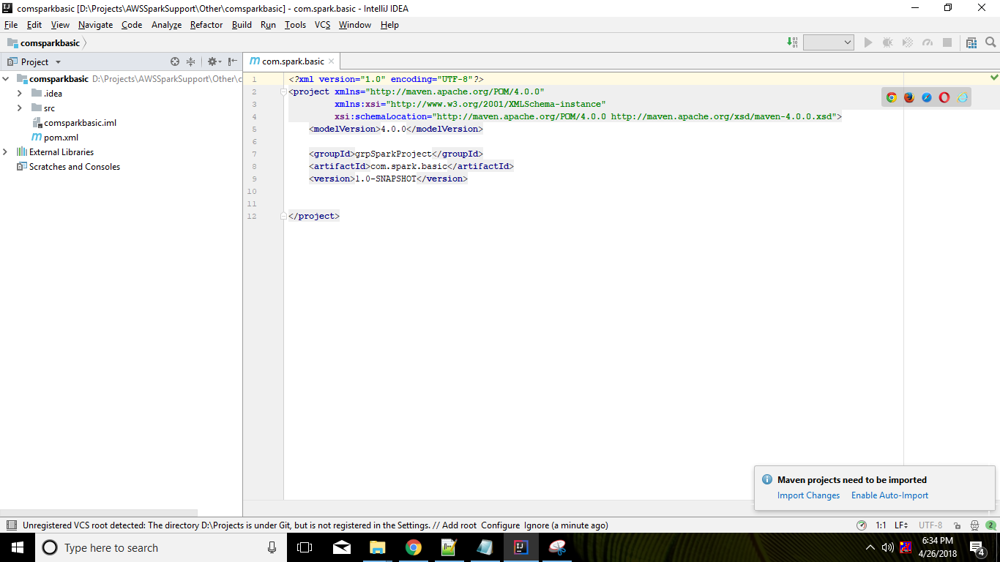 comsparkbasic [D:\Projects\AWSSparkSupport\Other\comsparkbasic] - com.spark.basic - IntelliJ IDEA
File Edit View Navigate Code Analyze Refactor Build Run Tools VCS Window Help
comsparkbasic
Project
com.spark.basic
comsparkbasic D:\Projects\AWSSparkSupport\Other\c
.idea
src
comsparkbasic.iml
pom.xml
External Libraries
Scratches and Consoles
1 <?xml version="1.0" encoding="UTF-8"?>
2 <project xmlns="http://maven.apache.org/POM/4.0.0"
3 xmlns:xsi="http://www.w3.org/2001/XMLSchema-instance"
4 xsi:schemaLocation="http://maven.apache.org/POM/4.0.0 http://maven.apache.org/xsd/maven-4.0.0.xsd">
5 <modelVersion>4.0.0</modelVersion>
6
7 <groupId>grpSparkProject</groupId>
8 <artifactId>com.spark.basic</artifactId>
9 <version>1.0-SNAPSHOT</version>
10
11
12 </project>
Maven projects need to be imported
Import Changes Enable Auto-Import
Unregistered VCS root detected: The directory D:\Projects is under Git, but is not registered in the Settings. // Add root Configure Ignore (a minute ago)
1:1 LF UTF-8 2
Type here to search
6:34 PM
4/26/2018
4